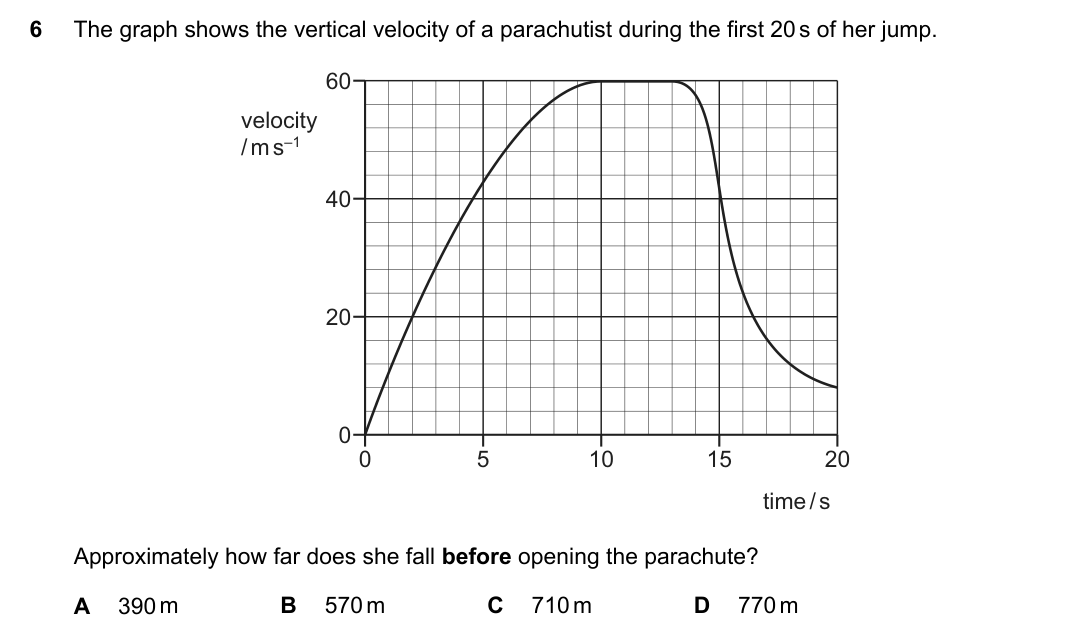 6 The graph shows the vertical velocity of a parachutist during the first 20 s of her jump.
60
velocity
/ m s⁻¹
40
20
0
0 5 10 15 20
time / s
Approximately how far does she fall before opening the parachute?
A 390 m B 570 m C 710 m D 770 m